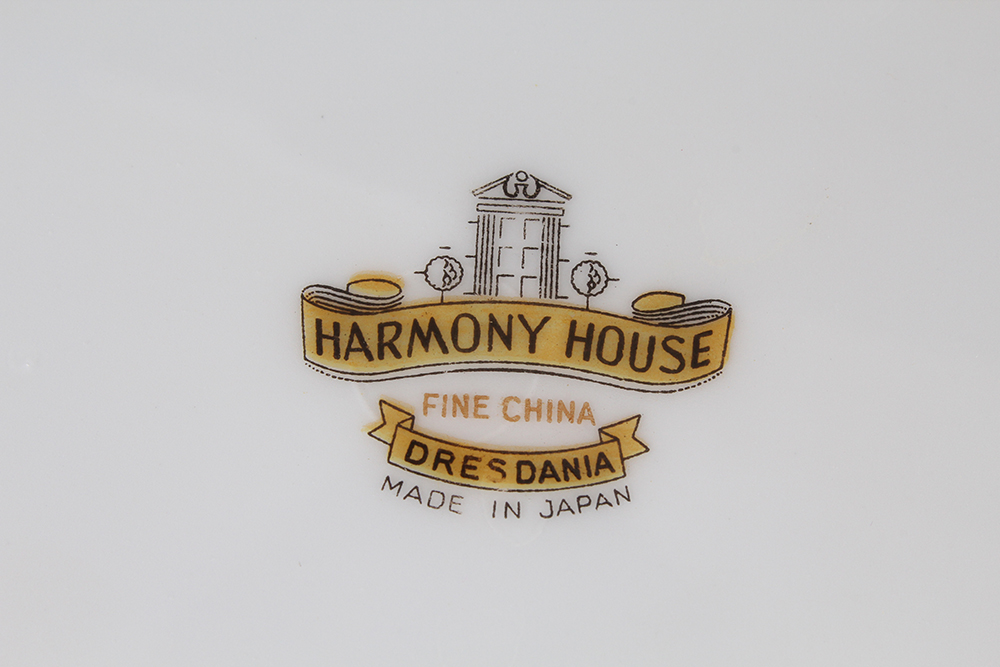 HARMONY HOUSE
FINE CHINA
DRESDANIA
MADE IN JAPAN